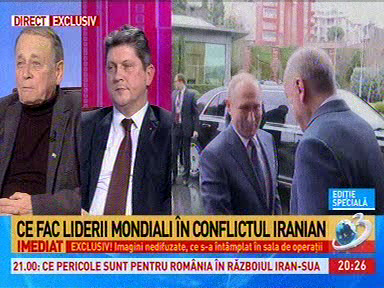 DIRECT EXCLUSIV
EDIȚIE
SPECIALĂ
CE FAC LIDERII MONDIALI ÎN CONFLICTUL IRANIAN
IMEDIAT EXCLUSIV! Imagini nedifuzate, ce s-a întâmplat în sala de operații
21.00: CE PERICOLE SUNT PENTRU ROMÂNIA ÎN RĂZBOIUL IRAN-SUA
20:26